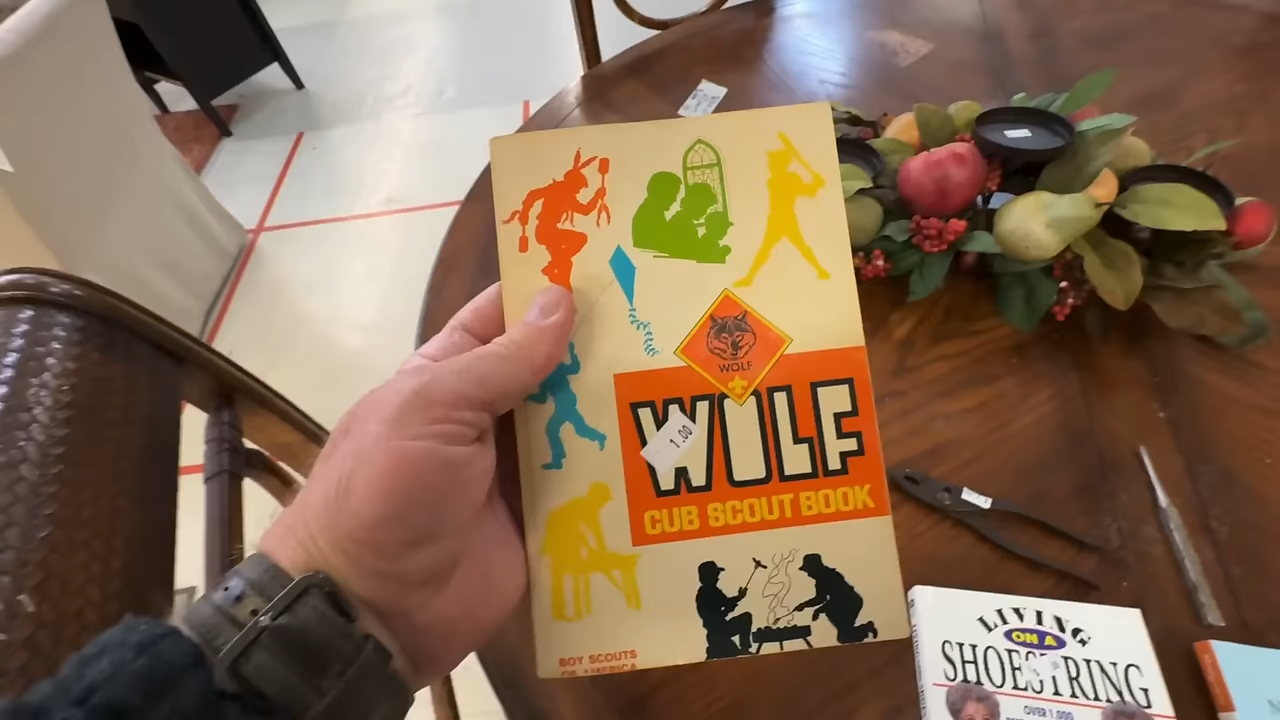 WOLF
WOLF
1.00
CUB SCOUT BOOK
BOY SCOUTS
OF AMERICA
LIVING
ON A
SHOESTRING
OVER 1,000